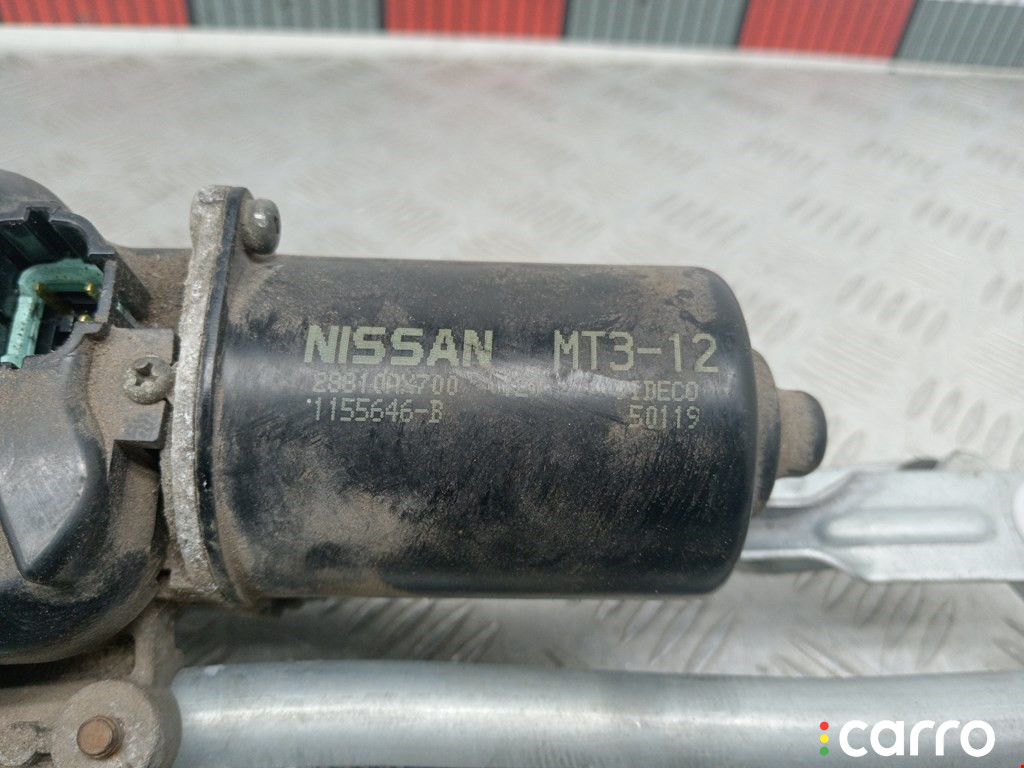 NISSAN MT3-12
28810AX700
1155646-B 50119
carro